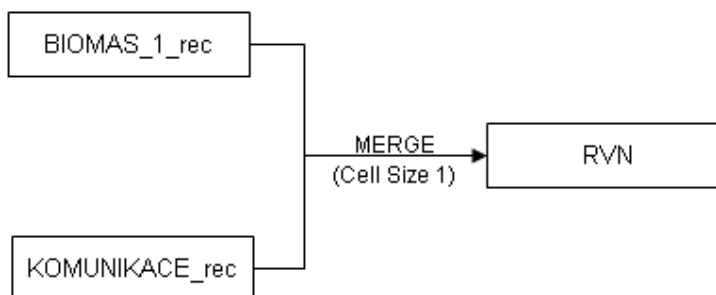 BIOMAS_1_rec
MERGE
(Cell Size 1)
RVN
KOMUNIKACE_rec